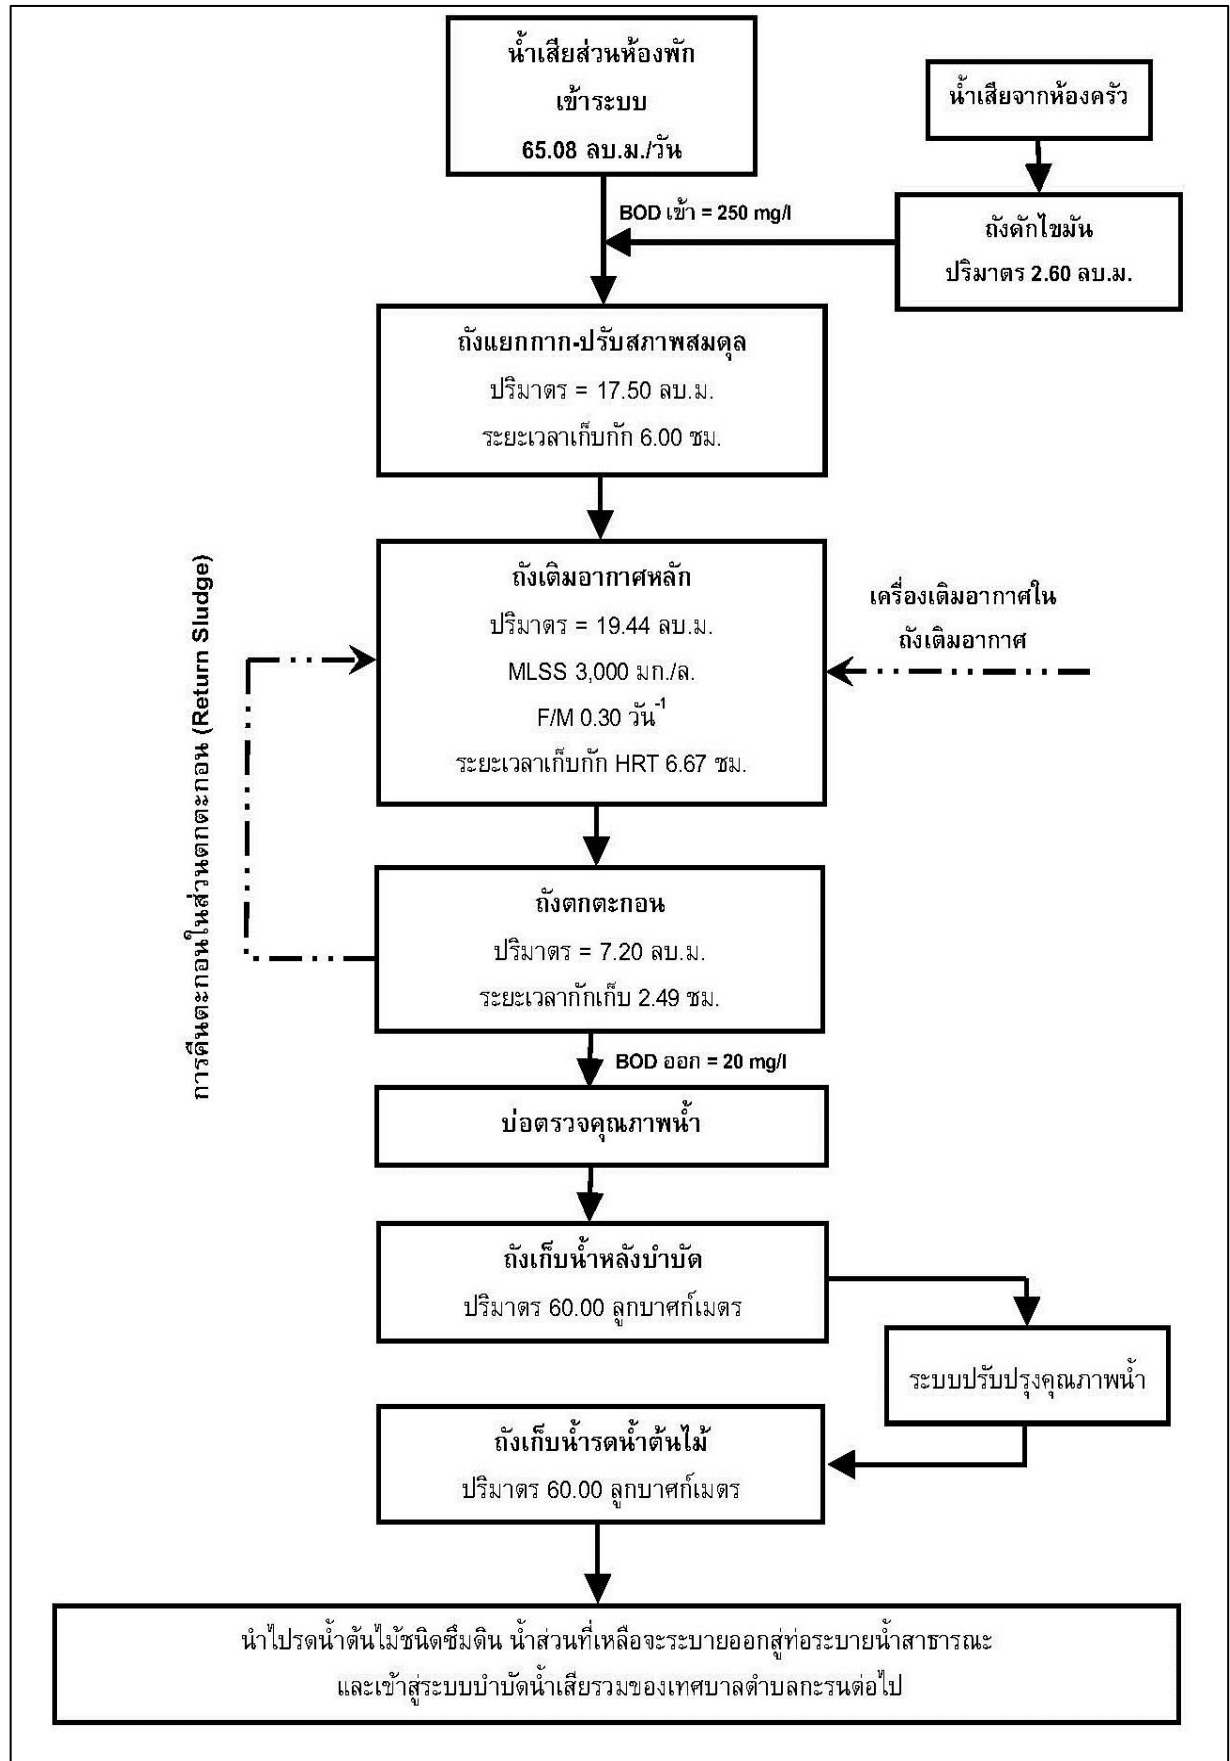 น้ำเสียส่วนห้องพัก
เข้าระบบ
65.08 ลบ.ม./วัน
น้ำเสียจากห้องครัว
BOD เข้า = 250 mg/l
ถังดักไขมัน
ปริมาตร 2.60 ลบ.ม.
ถังแยกกาก-ปรับสภาพสมดุล
ปริมาตร = 17.50 ลบ.ม.
ระยะเวลาเก็บกัก 6.00 ชม.
ถังเติมอากาศหลัก
ปริมาตร = 19.44 ลบ.ม.
MLSS 3,000 มก./ล.
F/M 0.30 วัน⁻¹
ระยะเวลาเก็บกัก HRT 6.67 ชม.
เครื่องเติมอากาศใน
ถังเติมอากาศ
การคืนตะกอนในส่วนตกตะกอน (Return Sludge)
ถังตกตะกอน
ปริมาตร = 7.20 ลบ.ม.
ระยะเวลากักเก็บ 2.49 ชม.
BOD ออก = 20 mg/l
บ่อตรวจคุณภาพน้ำ
ถังเก็บน้ำหลังบำบัด
ปริมาตร 60.00 ลูกบาศก์เมตร
ระบบปรับปรุงคุณภาพน้ำ
ถังเก็บน้ำรดน้ำต้นไม้
ปริมาตร 60.00 ลูกบาศก์เมตร
นำไปรดน้ำต้นไม้ชนิดซึมดิน น้ำส่วนที่เหลือจะระบายออกสู่ท่อระบายน้ำสาธารณะ
และเข้าสู่ระบบบำบัดน้ำเสียรวมของเทศบาลตำบลกะรนต่อไป